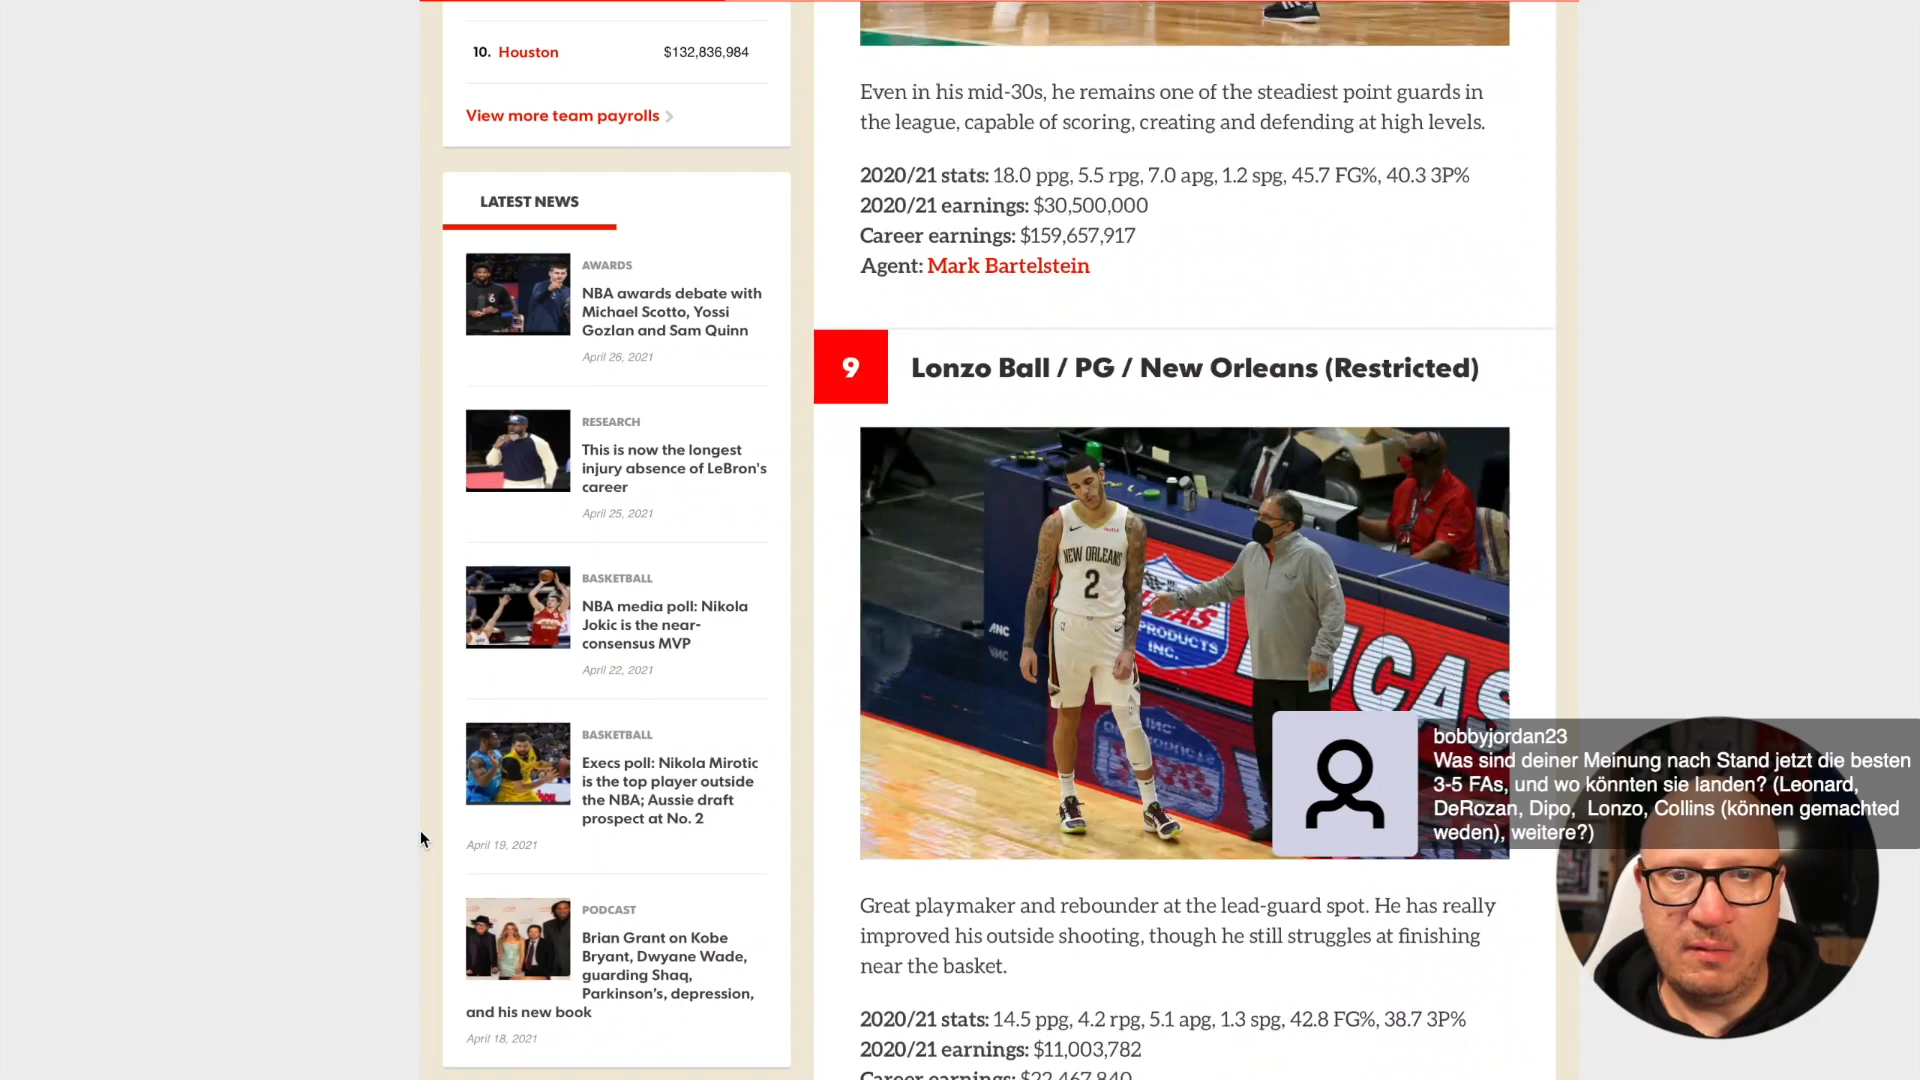 10. Houston $132,836,984
View more team payrolls
LATEST NEWS
AWARDS
NBA awards debate with
Michael Scotto, Yossi
Gozlan and Sam Quinn
April 26, 2021
RESEARCH
This is now the longest
injury absence of LeBron's
career
April 25, 2021
BASKETBALL
NBA media poll: Nikola
Jokic is the near-
consensus MVP
April 22, 2021
BASKETBALL
Execs poll: Nikola Mirotic
is the top player outside
the NBA; Aussie draft
prospect at No. 2
April 19, 2021
PODCAST
Brian Grant on Kobe
Bryant, Dwyane Wade,
guarding Shaq,
Parkinson's, depression,
and his new book
April 18, 2021
Even in his mid-30s, he remains one of the steadiest point guards in
the league, capable of scoring, creating and defending at high levels.
2020/21 stats: 18.0 ppg, 5.5 rpg, 7.0 apg, 1.2 spg, 45.7 FG%, 40.3 3P%
2020/21 earnings: $30,500,000
Career earnings: $159,657,917
Agent: Mark Bartelstein
9 Lonzo Ball / PG / New Orleans (Restricted)
NEW ORLEANS
2
PRODUCTS
INC.
LUCAS
bobbyjordan23
Was sind deiner Meinung nach Stand jetzt die besten
3-5 FAs, und wo könnten sie landen? (Leonard,
DeRozan, Dipo, Lonzo, Collins (können gemachted
weden), weitere?)
Great playmaker and rebounder at the lead-guard spot. He has really
improved his outside shooting, though he still struggles at finishing
near the basket.
2020/21 stats: 14.5 ppg, 4.2 rpg, 5.1 apg, 1.3 spg, 42.8 FG%, 38.7 3P%
2020/21 earnings: $11,003,782
Career earnings: $22,467,840